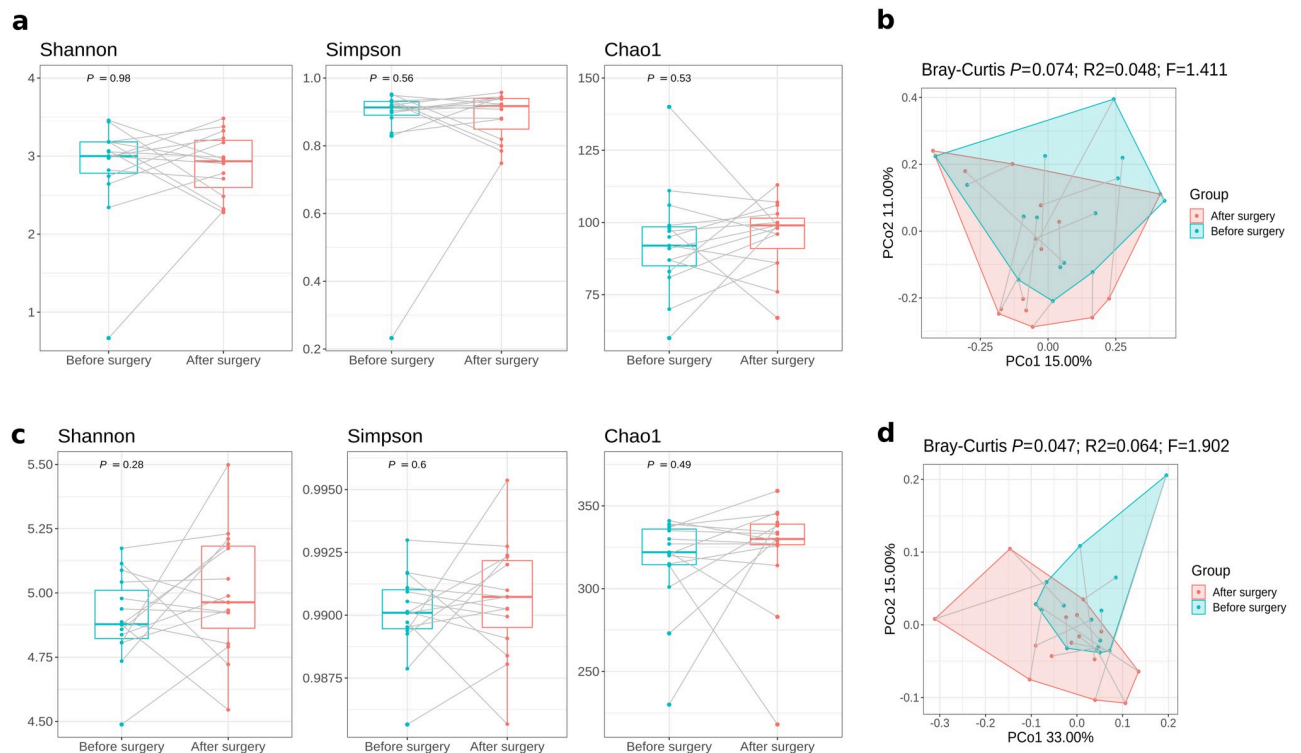 a
Shannon
P = 0.98
4
3
2
1
Before surgery
After surgery
Simpson
P = 0.56
1.0
0.8
0.6
0.4
0.2
Before surgery
After surgery
Chao1
P = 0.53
150
125
100
75
Before surgery
After surgery
b
Bray-Curtis P=0.074; R2=0.048; F=1.411
PCo2 11.00%
0.4
0.2
0.0
-0.2
-0.25
0.00
0.25
PCo1 15.00%
Group
After surgery
Before surgery
c
Shannon
P = 0.28
5.50
5.25
5.00
4.75
4.50
Before surgery
After surgery
Simpson
P = 0.6
0.9950
0.9925
0.9900
0.9875
Before surgery
After surgery
Chao1
P = 0.49
350
300
250
Before surgery
After surgery
d
Bray-Curtis P=0.047; R2=0.064; F=1.902
PCo2 15.00%
0.2
0.1
0.0
-0.1
-0.3
-0.2
-0.1
0.0
0.1
0.2
PCo1 33.00%
Group
After surgery
Before surgery